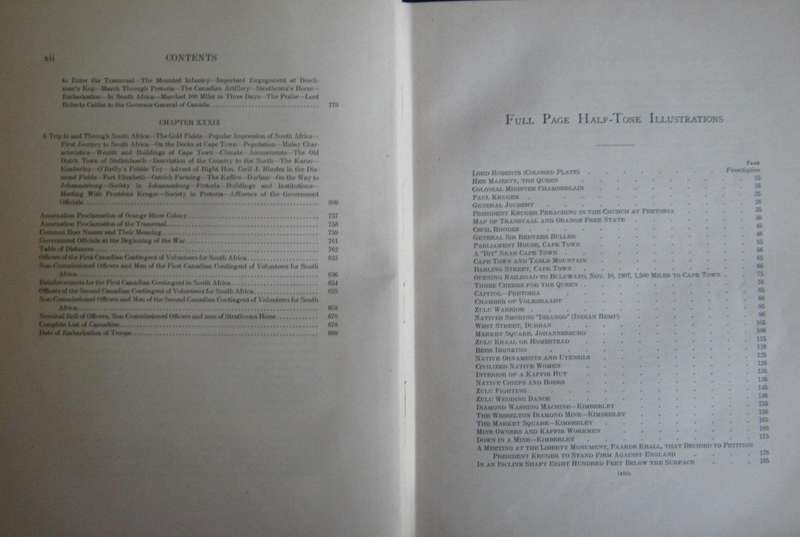 xii CONTENTS
to Enter the Transvaal—The Mounted Infantry—Important Engagement at
Kop—March Through Pretoria—The Canadian Artillery—Strathcona's Horse—
Embarkation—In South Africa—Marched 100 Miles in Three Days—The Praise—Lord
Roberts Cables to the Governor General of Canada
CHAPTER XXXIX
A Trip to and Through South Africa—The Gold Fields—Popular Impression of South Africa—
First Journey to South Africa—On the Docks at Cape Town—Population—Malay Char-
acteristics—Wealth and Buildings of Cape Town—Climate—Amusements—The Old
Dutch Town of Stellenbosch—Description of the Country to the North—The Karoo—
Kimberley—O'Reilly's Pebble Toy—Advent of Right Hon. Cecil J. Rhodes in the Dia-
mond Fields—Port Elizabeth—Ostrich Farming—The Kaffirs—Durban—On the Way to
Johannesburg—Society in Johannesburg—Pretoria Buildings and Institutions—
Meeting With President Kruger—Society in Pretoria—Affluence of the Government
Officials
Annexation Proclamation of Orange River Colony 757
Annexation Proclamation of the Transvaal 758
Common Boer Names and Their Meaning 759
Government Officials at the Beginning of the War 761
Table of Distances 762
Officers of the First Canadian Contingent of Volunteers for South Africa
Non-Commissioned Officers and Men of the First Canadian Contingent of Volunteers for South
Africa
Reinforcements for the First Canadian Contingent in South Africa
Officers of the Second Canadian Contingent of Volunteers for South Africa
Non-Commissioned Officers and Men of the Second Canadian Contingent of Volunteers for South
Africa
Nominal Roll of Officers, Non-Commissioned Officers and men of Strathcona Horse
Complete List of Casualties
Date of Embarkation of Troops
Full Page Half-Tone Illustrations
Page
Lord Roberts (Colored Plate) Frontispiece
Her Majesty, the Queen
Colonial Minister Chamberlain
Paul Kruger
General Joubert
President Kruger Preaching in the Church at Pretoria
Map of Transvaal and Orange Free State
Cecil Rhodes
General Sir Redvers Buller
Parliament House, Cape Town
A "Bit" Near Cape Town
Cape Town and Table Mountain
Darling Street, Cape Town
Opening Railroad to Buluwayo, Nov. 10, 1897, 1,500 Miles to Cape Town
Three Cheers for the Queen
Capitol—Pretoria
Chamber of Volksraadt
Zulu Warrior
Natives Smoking (Indian Hemp)
West Street, Durban
Market Square, Johannesburg
Zulu Kraal or Homestead
Beer Drinking
Native Ornaments and Utensils
Civilized Native Women
Interior of a Kaffir Hut
Native Chiefs and Boers
Zulu Fighting
Zulu Wedding Dance
Diamond Washing Machine—Kimberley
The Wesselton Diamond Mine—Kimberley
The Market Square—Kimberley
Mine Owners and Kaffir Workmen
Down in a Mine—Kimberley
A Meeting at the Liberty Monument, Paarde Kraal, that Decided to Petition
President Kruger to Stand Firm Against England
In an Incline Shaft Eight Hundred Feet Below the Surface